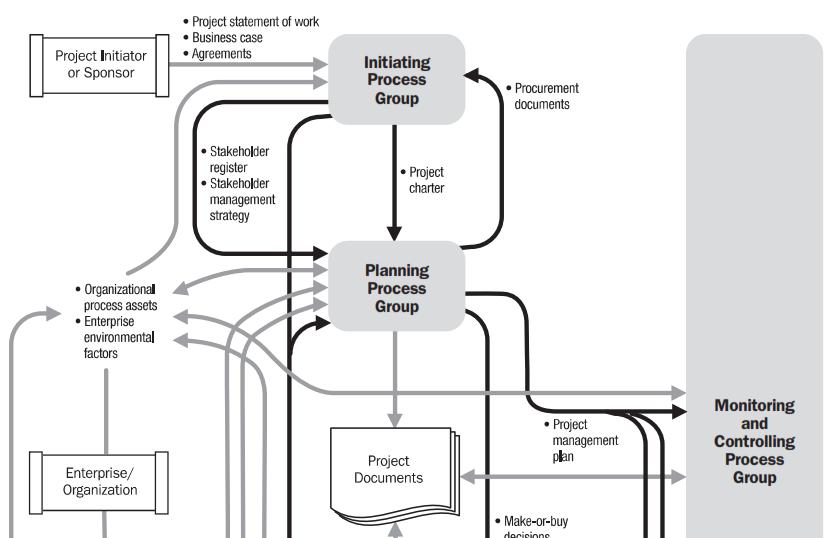 • Project statement of work
• Business case
• Agreements
Project Initiator
or Sponsor
Initiating
Process
Group
• Procurement
documents
• Stakeholder
register
• Stakeholder
management
strategy
• Project
charter
Planning
Process
Group
• Organizational
process assets
• Enterprise
environmental
factors
Monitoring
and
Controlling
Process
Group
• Project
management
plan
Project
Documents
Enterprise/
Organization
• Make-or-buy
decisions